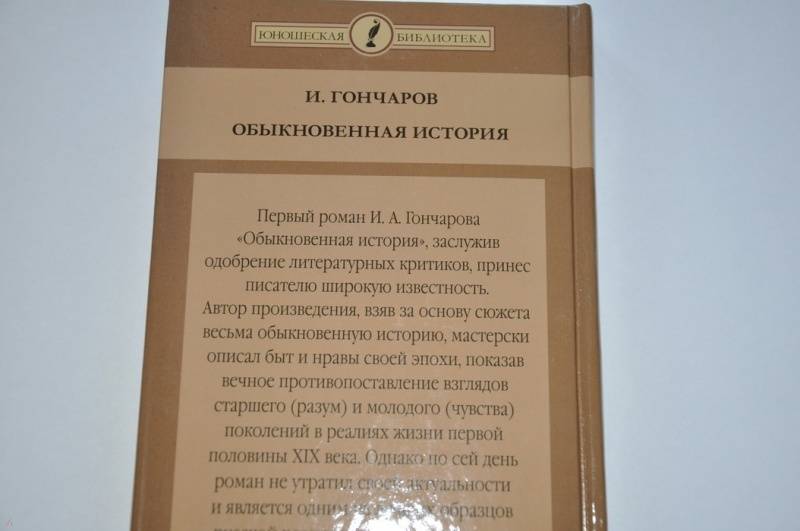 ЮНОШЕСКАЯ БИБЛИОТЕКА
И. ГОНЧАРОВ
ОБЫКНОВЕННАЯ ИСТОРИЯ
Первый роман И. А. Гончарова
«Обыкновенная история», заслужив
одобрение литературных критиков, принес
писателю широкую известность.
Автор произведения, взяв за основу сюжета
весьма обыкновенную историю, мастерски
описал быт и нравы своей эпохи, показав
вечное противопоставление взглядов
старшего (разум) и молодого (чувства)
поколений в реалиях жизни первой
половины XIX века. Однако по сей день
роман не утратил своей актуальности
и является одним образцов